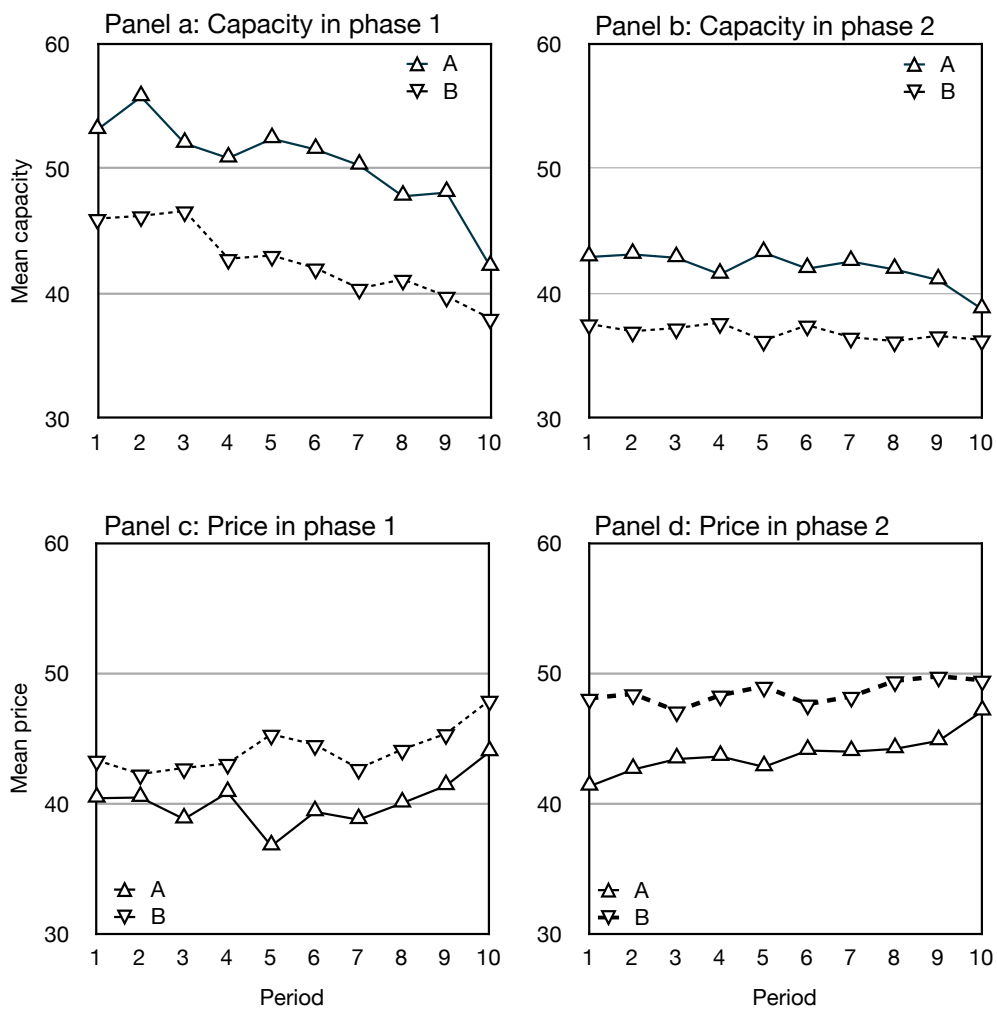 Panel a: Capacity in phase 1
60
50
40
30
Mean capacity
A
B
1 2 3 4 5 6 7 8 9 10
Panel b: Capacity in phase 2
60
50
40
30
A
B
1 2 3 4 5 6 7 8 9 10
Panel c: Price in phase 1
60
50
40
30
Mean price
A
B
1 2 3 4 5 6 7 8 9 10
Period
Panel d: Price in phase 2
60
50
40
30
A
B
1 2 3 4 5 6 7 8 9 10
Period